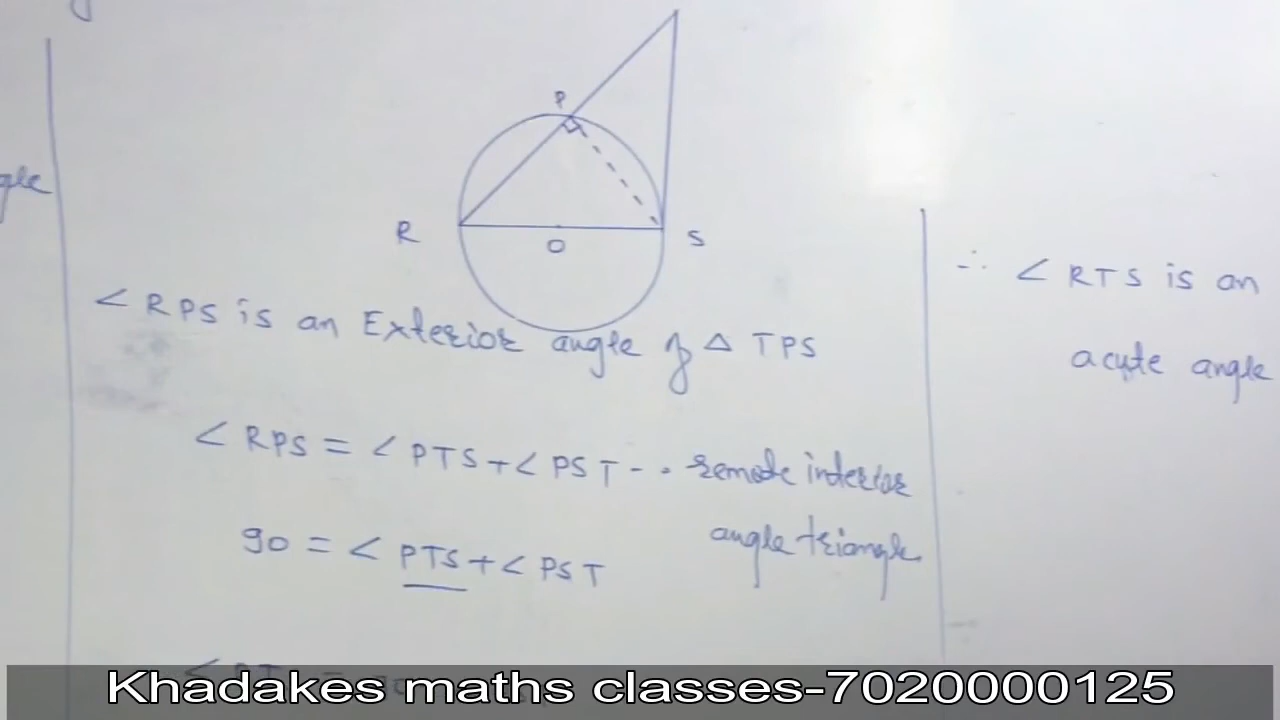 P
R
O
S
∠ RPS is an Exterior angle of △ TPS
∠ RPS = ∠ PTS + ∠ PST - . . remote interior
angle triangle
90 = ∠ PTS + ∠ PST
∴ ∠ RTS is an
acute angle
gle
Khadakes maths classes-7020000125